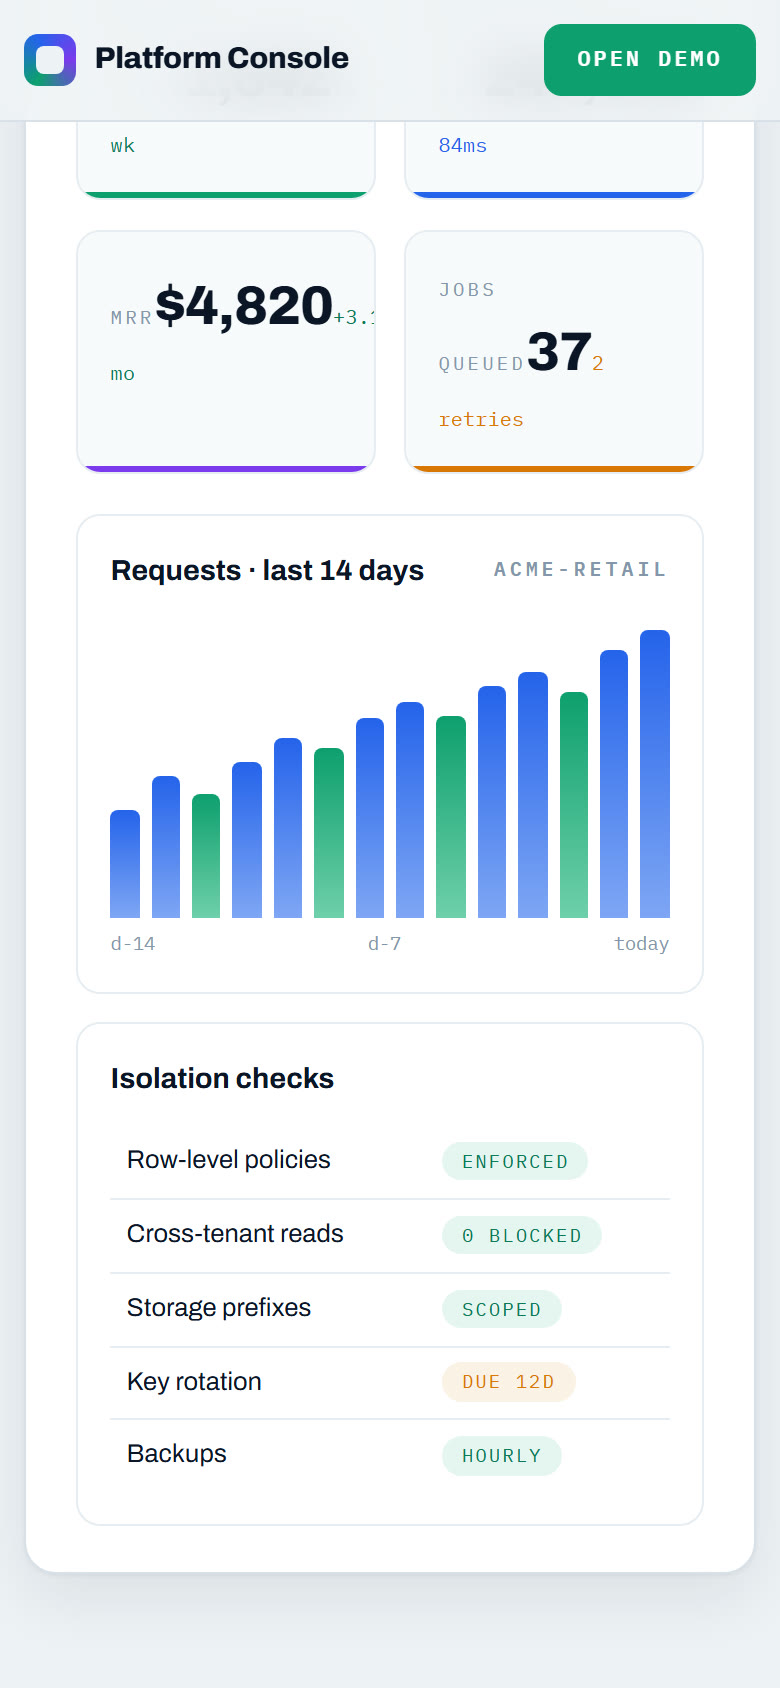 Platform Console
OPEN DEMO
wk
84ms
MRR $4,820 +3.1
mo
JOBS
QUEUED 37 2
retries
Requests · last 14 days
ACME-RETAIL
d-14
d-7
today
Isolation checks
Row-level policies
ENFORCED
Cross-tenant reads
0 BLOCKED
Storage prefixes
SCOPED
Key rotation
DUE 12D
Backups
HOURLY